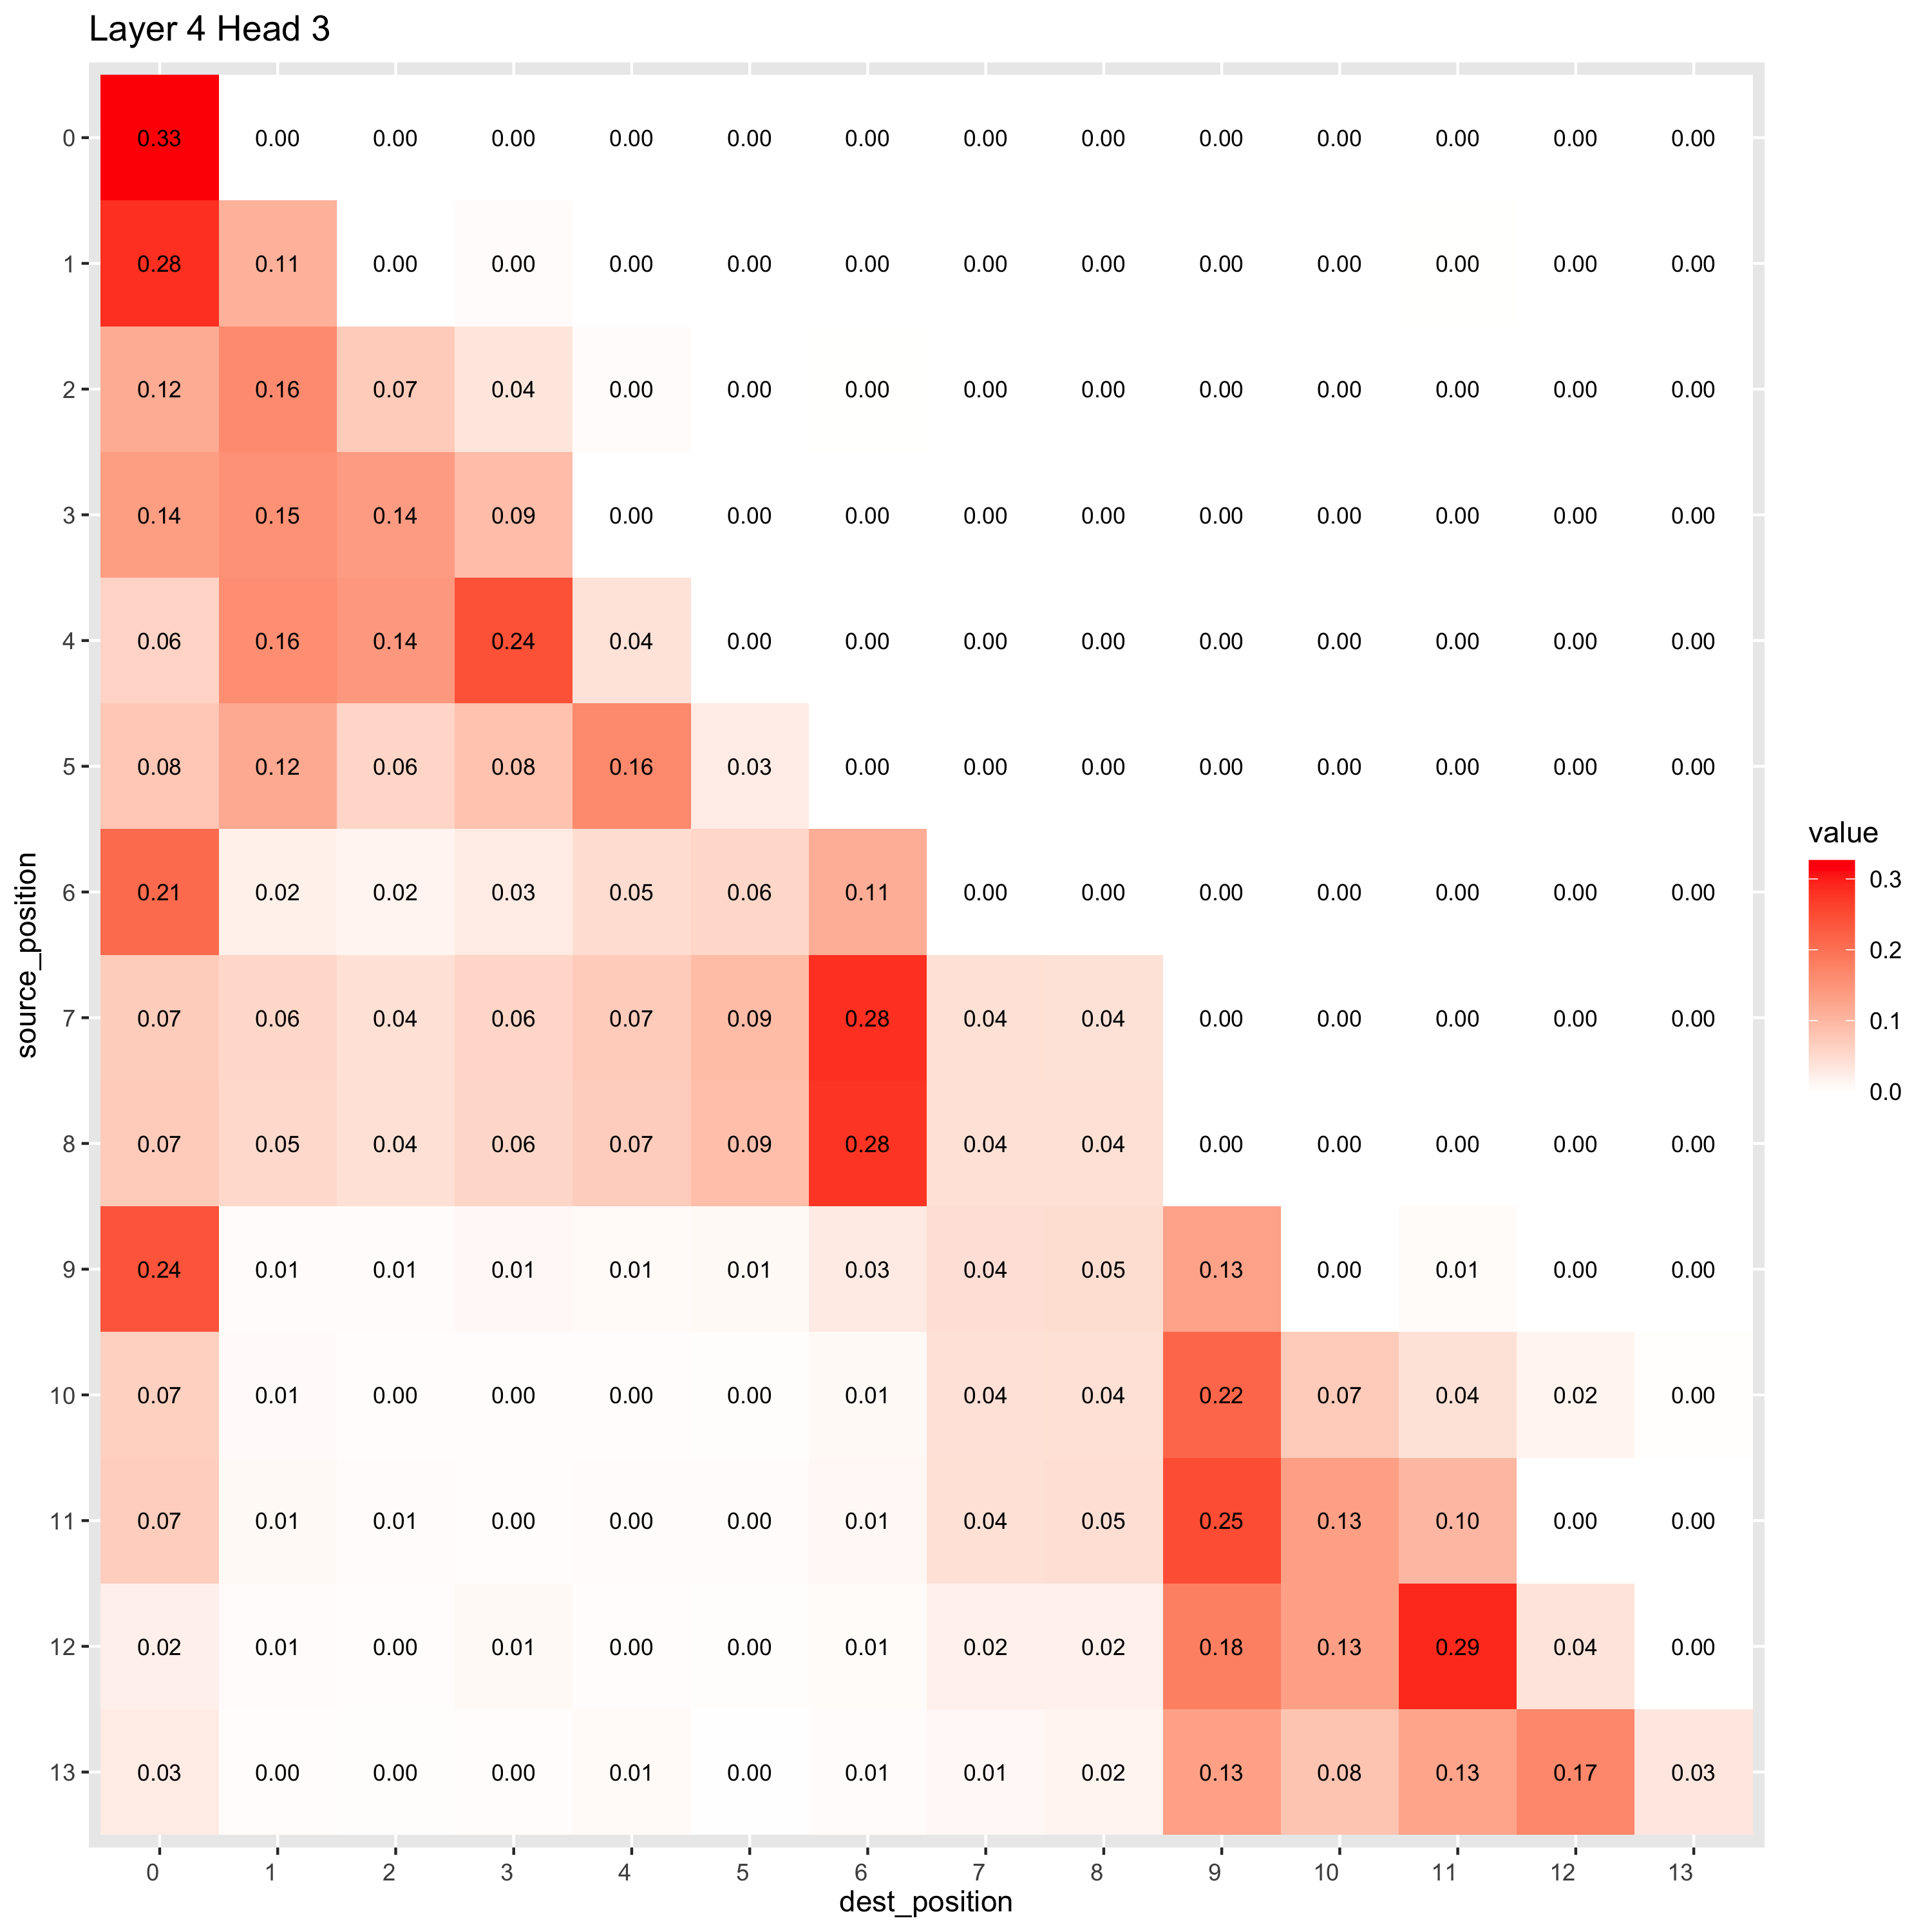 Layer 4 Head 3
0 0.33 0.00 0.00 0.00 0.00 0.00 0.00 0.00 0.00 0.00 0.00 0.00 0.00 0.00
1 0.28 0.11 0.00 0.00 0.00 0.00 0.00 0.00 0.00 0.00 0.00 0.00 0.00 0.00
2 0.12 0.16 0.07 0.04 0.00 0.00 0.00 0.00 0.00 0.00 0.00 0.00 0.00 0.00
3 0.14 0.15 0.14 0.09 0.00 0.00 0.00 0.00 0.00 0.00 0.00 0.00 0.00 0.00
4 0.06 0.16 0.14 0.24 0.04 0.00 0.00 0.00 0.00 0.00 0.00 0.00 0.00 0.00
5 0.08 0.12 0.06 0.08 0.16 0.03 0.00 0.00 0.00 0.00 0.00 0.00 0.00 0.00
6 0.21 0.02 0.02 0.03 0.05 0.06 0.11 0.00 0.00 0.00 0.00 0.00 0.00 0.00
7 0.07 0.06 0.04 0.06 0.07 0.09 0.28 0.04 0.04 0.00 0.00 0.00 0.00 0.00
8 0.07 0.05 0.04 0.06 0.07 0.09 0.28 0.04 0.04 0.00 0.00 0.00 0.00 0.00
9 0.24 0.01 0.01 0.01 0.01 0.01 0.03 0.04 0.05 0.13 0.00 0.01 0.00 0.00
10 0.07 0.01 0.00 0.00 0.00 0.00 0.01 0.04 0.04 0.22 0.07 0.04 0.02 0.00
11 0.07 0.01 0.01 0.00 0.00 0.00 0.01 0.04 0.05 0.25 0.13 0.10 0.00 0.00
12 0.02 0.01 0.00 0.01 0.00 0.00 0.01 0.02 0.02 0.18 0.13 0.29 0.04 0.00
13 0.03 0.00 0.00 0.00 0.01 0.00 0.01 0.01 0.02 0.13 0.08 0.13 0.17 0.03
0 1 2 3 4 5 6 7 8 9 10 11 12 13
dest_position
source_position
value
0.3
0.2
0.1
0.0